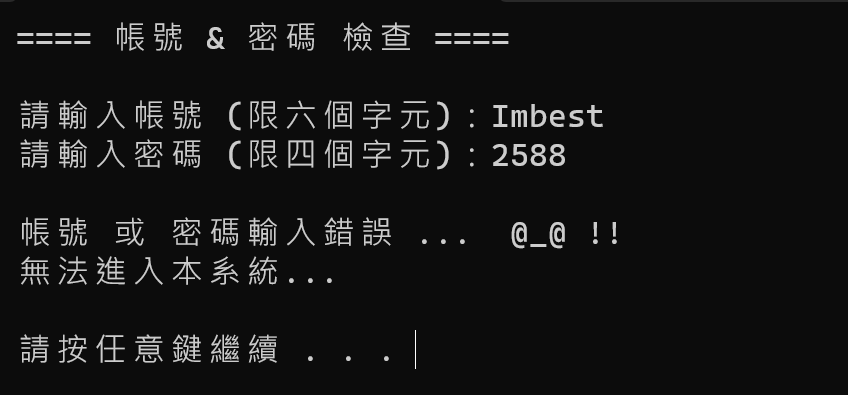 ==== 帳號 & 密碼 檢查 ====
請輸入帳號 (限六個字元)：Imbest
請輸入密碼 (限四個字元)：2588
帳號 或 密碼輸入錯誤 ...  @_@ !!
無法進入本系統...
請按任意鍵繼續 . . .